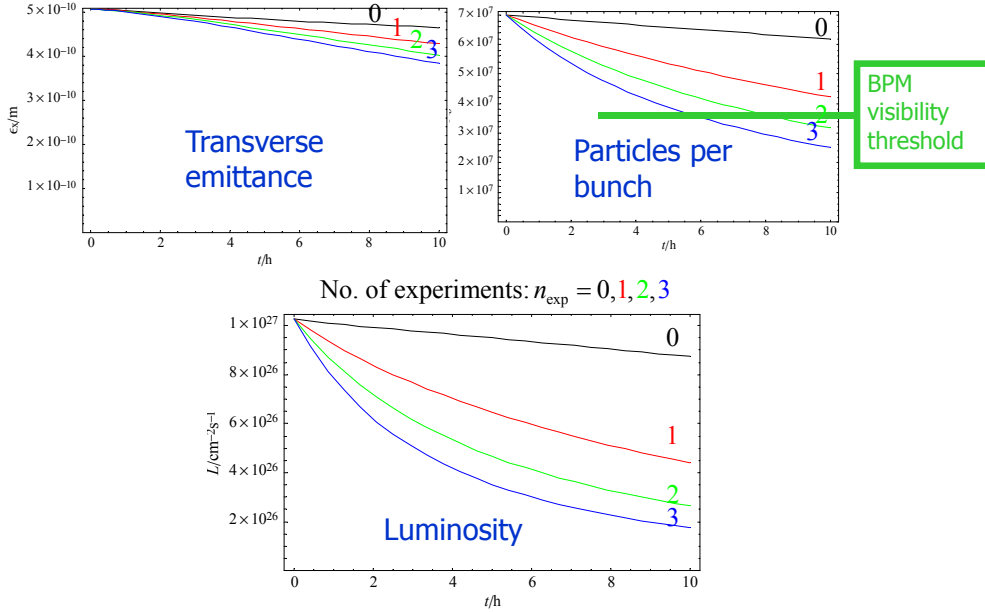 5×10⁻¹⁰
4×10⁻¹⁰
3×10⁻¹⁰
2×10⁻¹⁰
1×10⁻¹⁰
ϵₓ/m
0
1
2
3
Transverse
emittance
0 2 4 6 8 10
t/h
7×10⁷
6×10⁷
5×10⁷
4×10⁷
3×10⁷
2×10⁷
1×10⁷
0
1
2
3
Particles per
bunch
0 2 4 6 8 10
t/h
BPM
visibility
threshold
No. of experiments: nexp = 0,1,2,3
1×10²⁷
8×10²⁶
6×10²⁶
4×10²⁶
2×10²⁶
L/cm⁻²s⁻¹
0
1
2
3
Luminosity
0 2 4 6 8 10
t/h